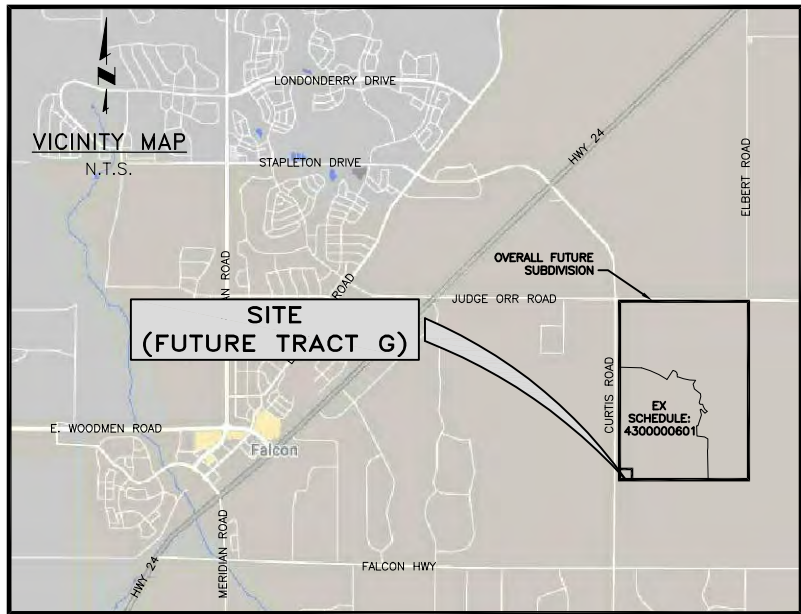 N
LONDONDERRY DRIVE
VICINITY MAP
N.T.S.
STAPLETON DRIVE
HWY 24
ELBERT ROAD
OVERALL FUTURE
SUBDIVISION
JUDGE ORR ROAD
ROAD
ROAD
SITE
(FUTURE TRACT G)
CURTIS ROAD
EX
SCHEDULE:
4300000601
E. WOODMEN ROAD
Falcon
MERIDIAN ROAD
HWY 24
FALCON HWY